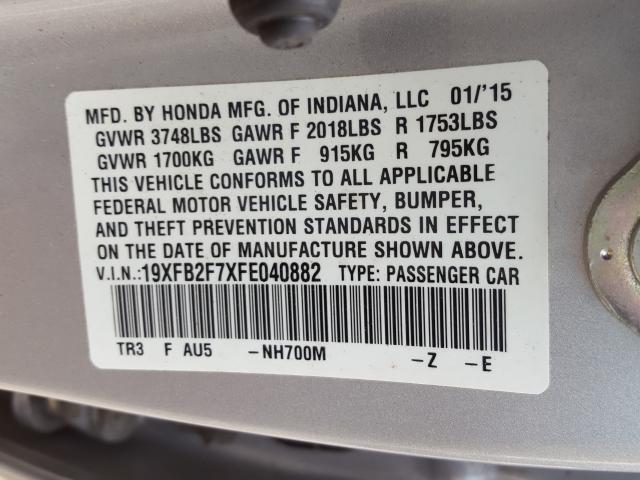 MFD. BY HONDA MFG. OF INDIANA, LLC 01/'15
GVWR 3748LBS GAWR F 2018LBS R 1753LBS
GVWR 1700KG GAWR F 915KG R 795KG
THIS VEHICLE CONFORMS TO ALL APPLICABLE
FEDERAL MOTOR VEHICLE SAFETY, BUMPER,
AND THEFT PREVENTION STANDARDS IN EFFECT
ON THE DATE OF MANUFACTURE SHOWN ABOVE.
V.I.N.:19XFB2F7XFE040882 TYPE: PASSENGER CAR
TR3 F AU5 -NH700M -Z -E